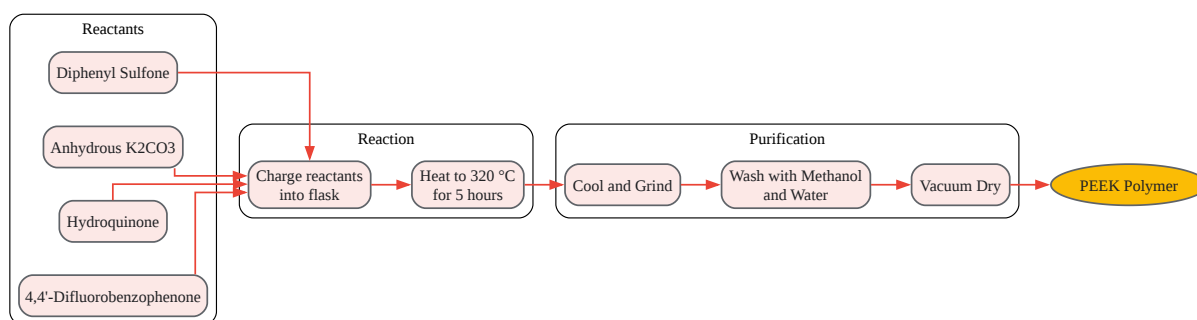 Reactants
Diphenyl Sulfone
Anhydrous K2CO3
Hydroquinone
4,4'-Difluorobenzophenone
Reaction
Charge reactants
into flask
Heat to 320 °C
for 5 hours
Purification
Cool and Grind
Wash with Methanol
and Water
Vacuum Dry
PEEK Polymer